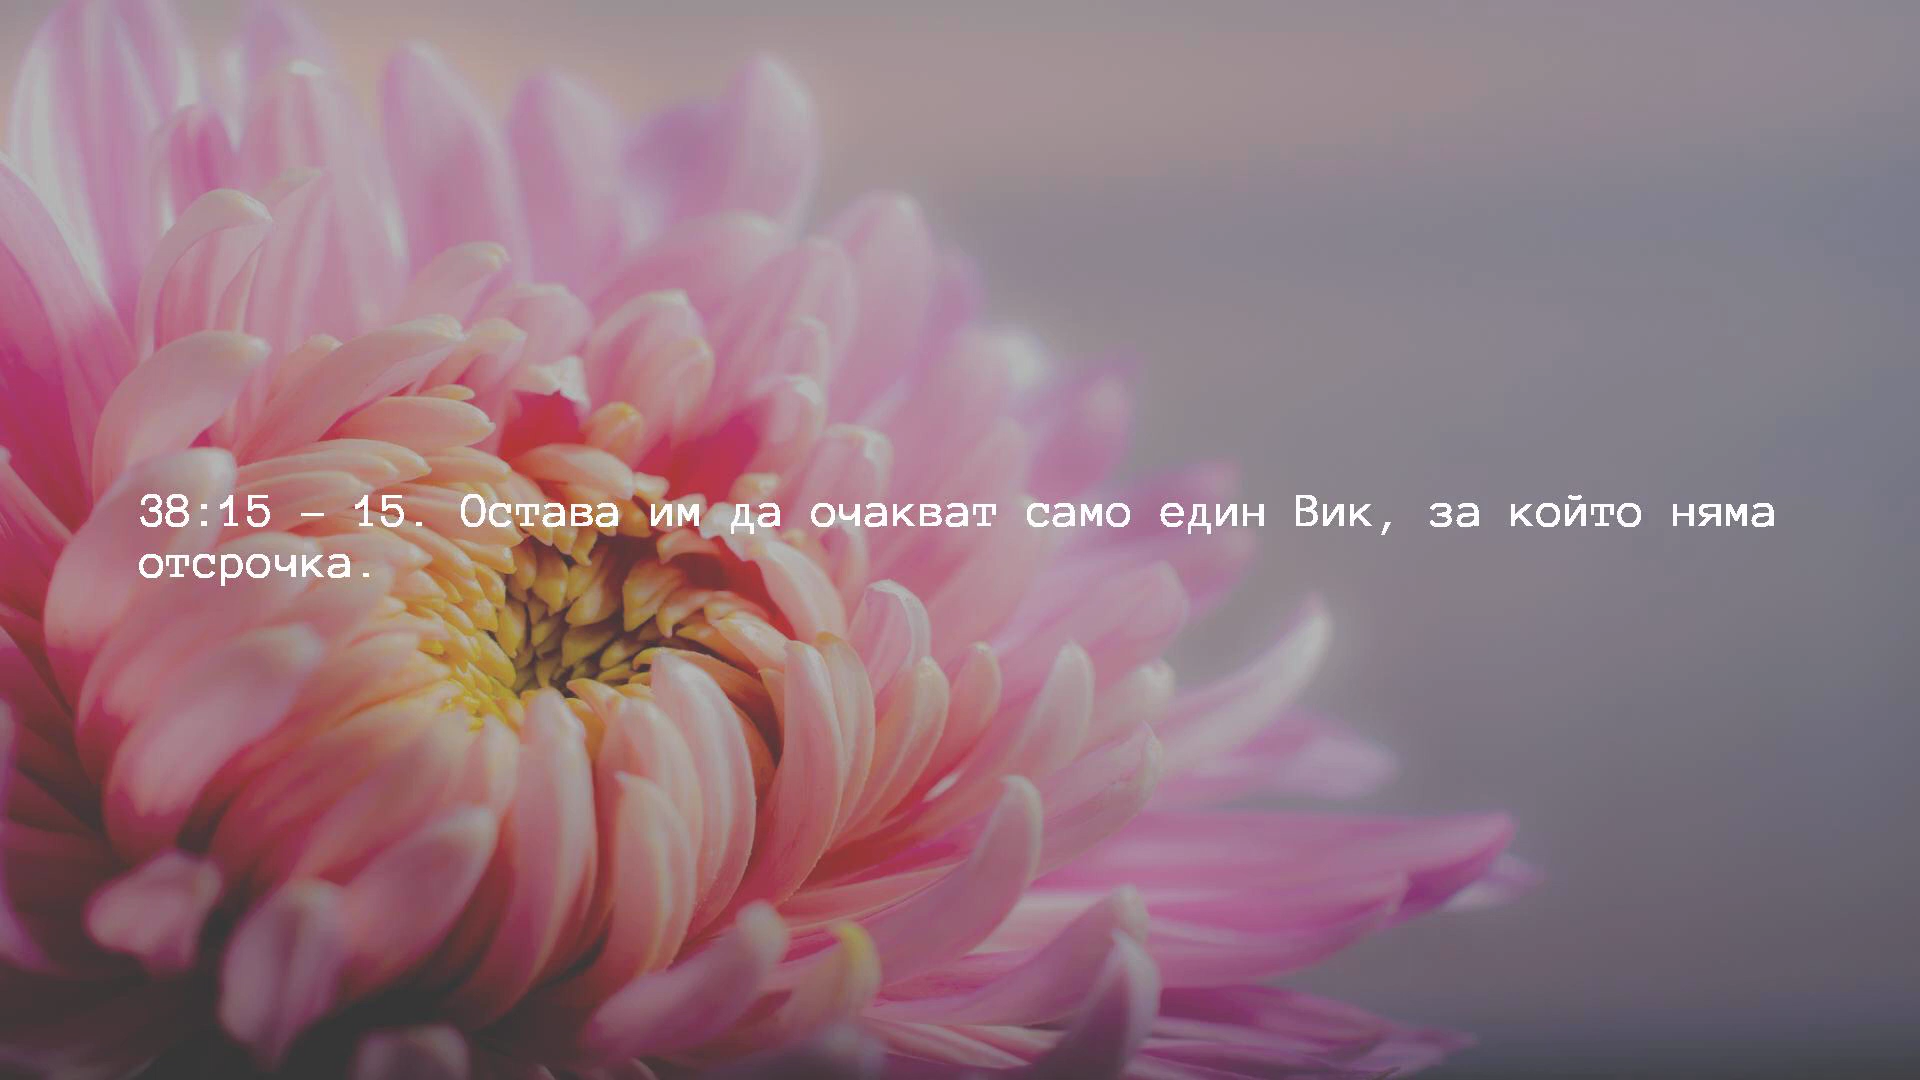 38:15 – 15. Остава им да очакват само един Вик, за който няма
отсрочка.